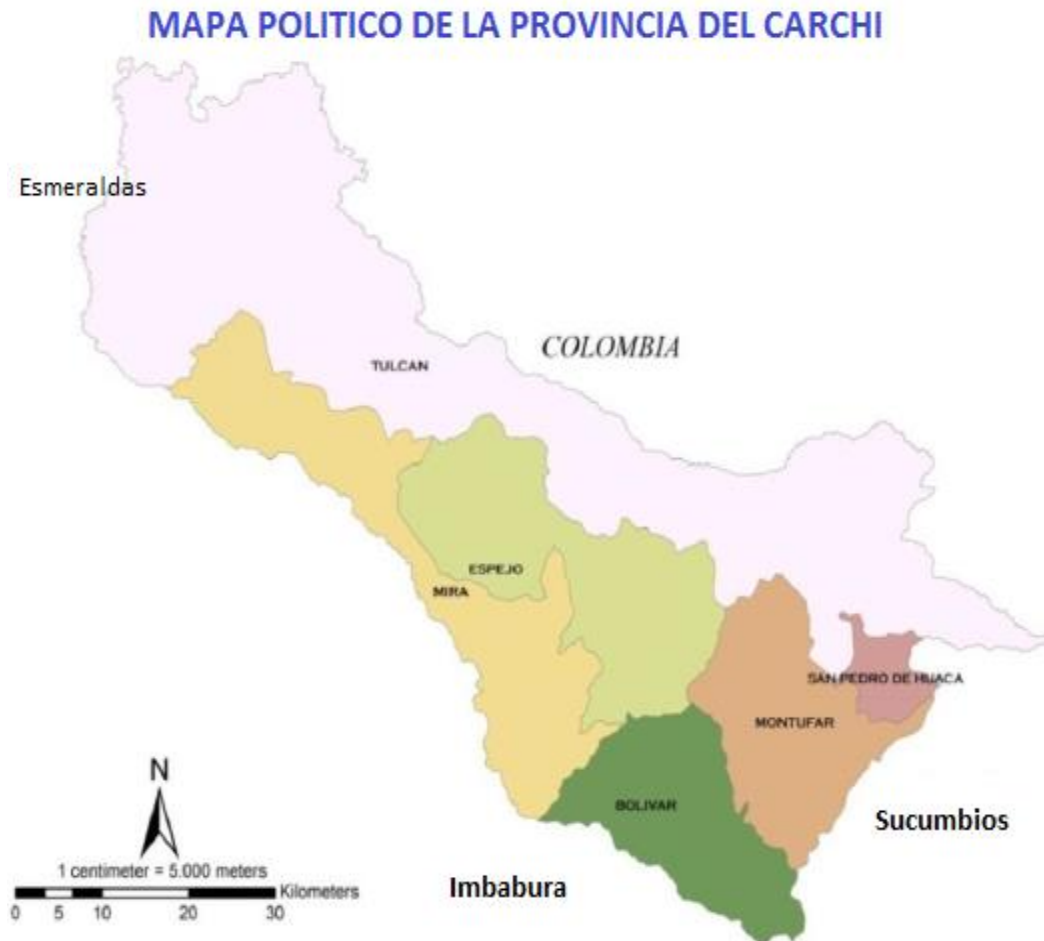 MAPA POLITICO DE LA PROVINCIA DEL CARCHI
Esmeraldas
COLOMBIA
TULCAN
ESPEJO
MIRA
SAN PEDRO DE HUACA
MONTUFAR
BOLIVAR
Sucumbios
Imbabura
N
1 centimeter = 5.000 meters
Kilometers
0 5 10 20 30